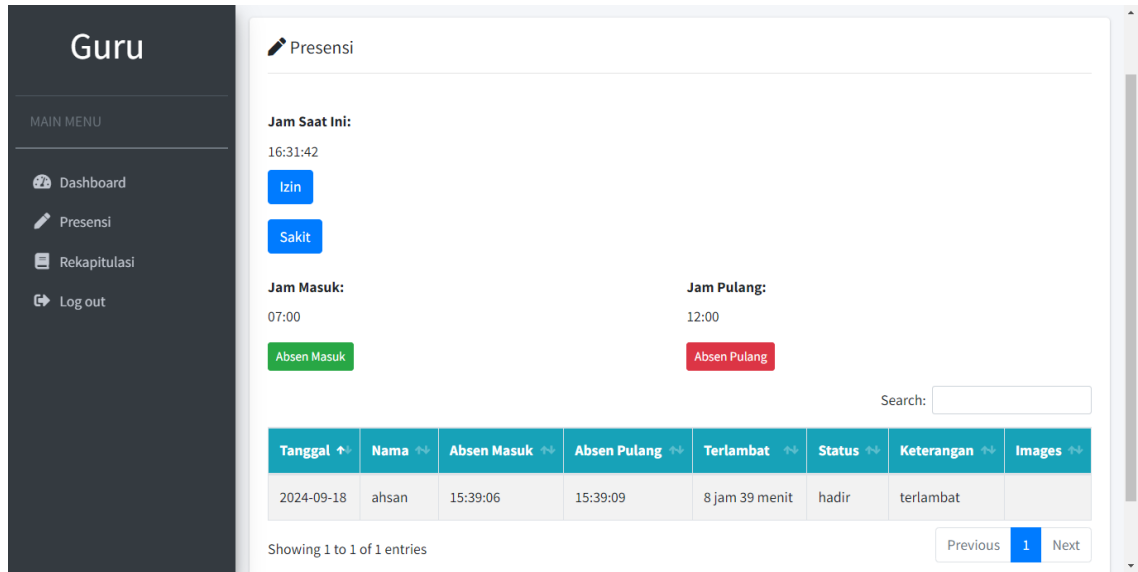 Guru
MAIN MENU
Dashboard
Presensi
Rekapitulasi
Log out
Presensi
Jam Saat Ini:
16:31:42
Izin
Sakit
Jam Masuk: Jam Pulang:
07:00 12:00
Absen Masuk Absen Pulang
Search:
Tanggal Nama Absen Masuk Absen Pulang Terlambat Status Keterangan Images
2024-09-18 ahsan 15:39:06 15:39:09 8 jam 39 menit hadir terlambat
Showing 1 to 1 of 1 entries Previous 1 Next